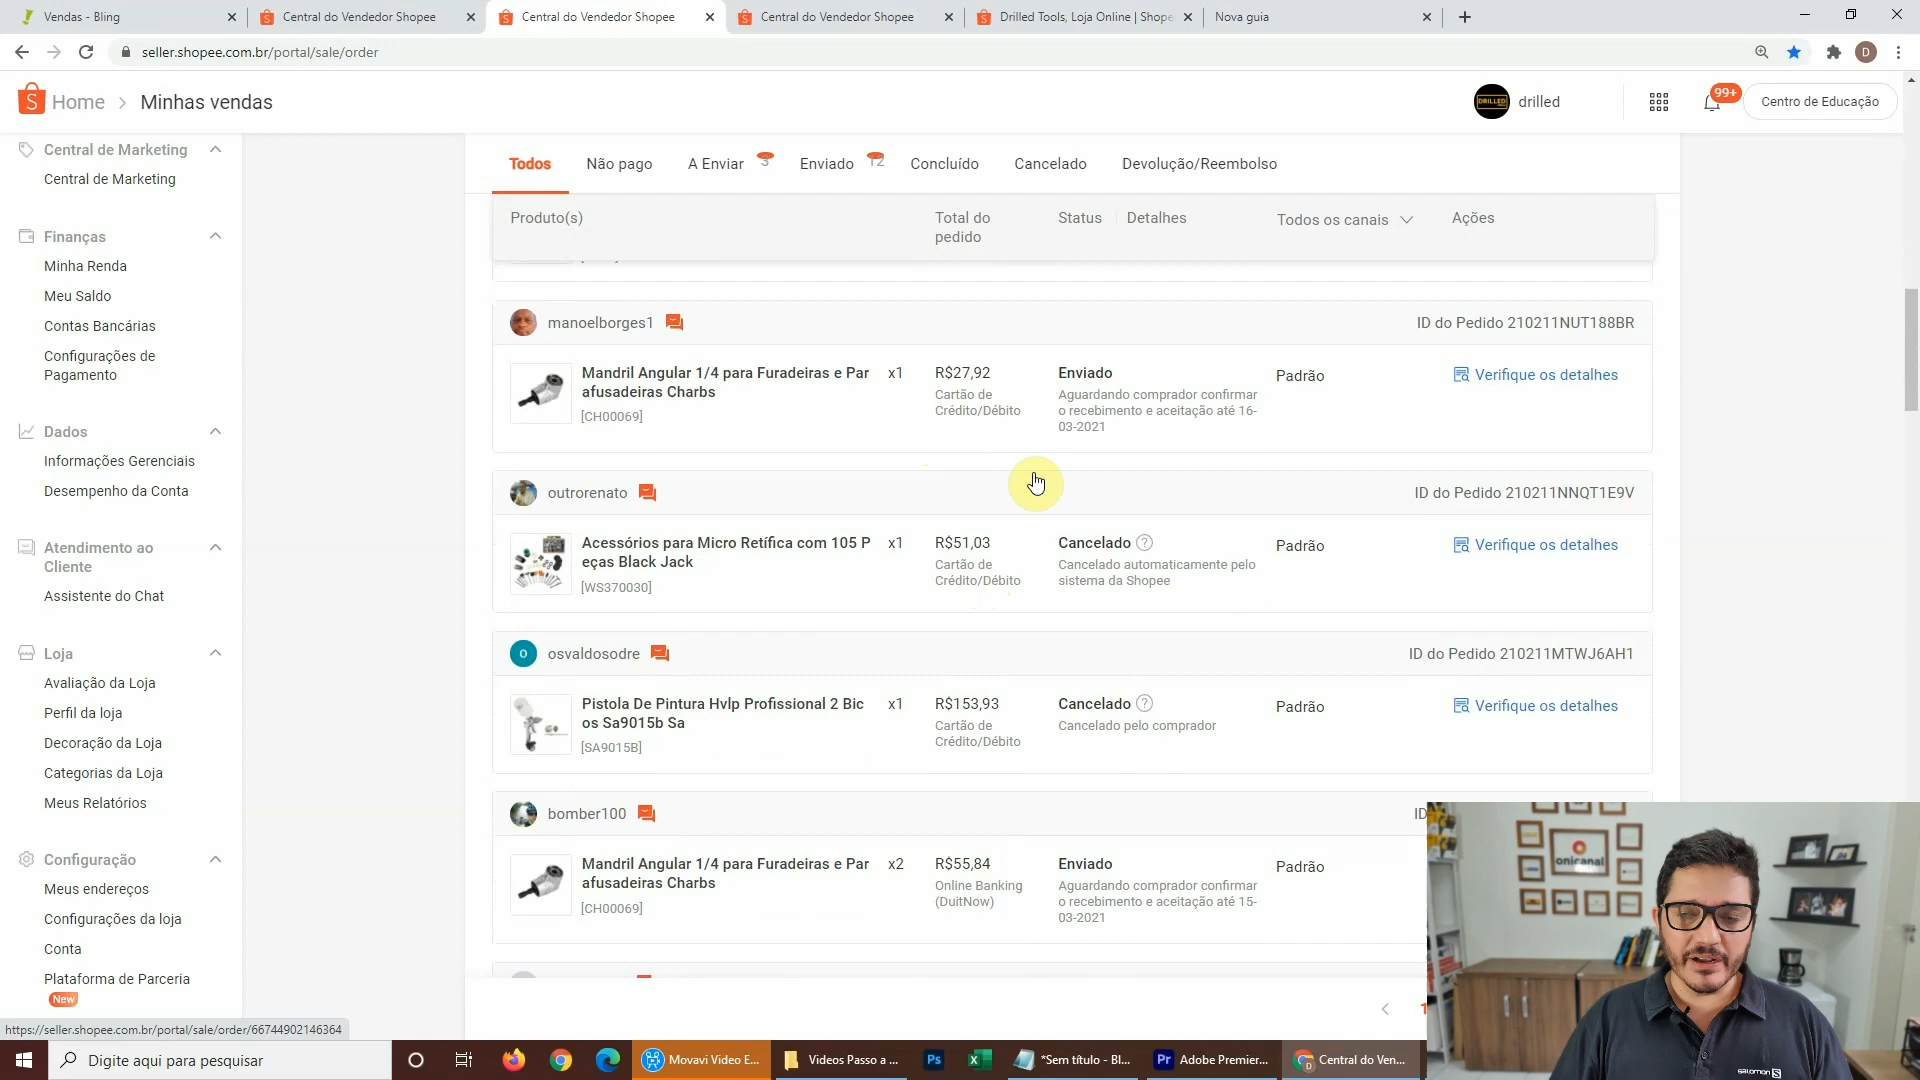 Vendas - Bling
Central do Vendedor Shopee
Central do Vendedor Shopee
Central do Vendedor Shopee
Drilled Tools, Loja Online | Shope
Nova guia
seller.shopee.com.br/portal/sale/order
D
Home
Minhas vendas
DRILLED
drilled
99+
Centro de Educação
Central de Marketing
Central de Marketing
Finanças
Minha Renda
Meu Saldo
Contas Bancárias
Configurações de
Pagamento
Dados
Informações Gerenciais
Desempenho da Conta
Atendimento ao
Cliente
Assistente do Chat
Loja
Avaliação da Loja
Perfil da loja
Decoração da Loja
Categorias da Loja
Meus Relatórios
Configuração
Meus endereços
Configurações da loja
Conta
Plataforma de Parceria
New
Todos
Não pago
A Enviar
3
Enviado
12
Concluído
Cancelado
Devolução/Reembolso
Produto(s)
Total do
pedido
Status
Detalhes
Todos os canais
Ações
manoelborges1
ID do Pedido 210211NUT188BR
Mandril Angular 1/4 para Furadeiras e Par
afusadeiras Charbs
[CH00069]
x1
R$27,92
Cartão de
Crédito/Débito
Enviado
Aguardando comprador confirmar
o recebimento e aceitação até 16-
03-2021
Padrão
Verifique os detalhes
outrorenato
ID do Pedido 210211NNQT1E9V
Acessórios para Micro Retífica com 105 P
eças Black Jack
[WS370030]
x1
R$51,03
Cartão de
Crédito/Débito
Cancelado
Cancelado automaticamente pelo
sistema da Shopee
Padrão
Verifique os detalhes
o
osvaldosodre
ID do Pedido 210211MTWJ6AH1
Pistola De Pintura Hvlp Profissional 2 Bic
os Sa9015b Sa
[SA9015B]
x1
R$153,93
Cartão de
Crédito/Débito
Cancelado
Cancelado pelo comprador
Padrão
Verifique os detalhes
bomber100
ID
Mandril Angular 1/4 para Furadeiras e Par
afusadeiras Charbs
[CH00069]
x2
R$55,84
Online Banking
(DuitNow)
Enviado
Aguardando comprador confirmar
o recebimento e aceitação até 15-
03-2021
Padrão
onicanal
SALOMON
https://seller.shopee.com.br/portal/sale/order/66744902146364
Digite aqui para pesquisar
Movavi Video E...
Videos Passo a ...
Ps
*Sem título - Bl...
Pr
Adobe Premier...
Central do Ven...